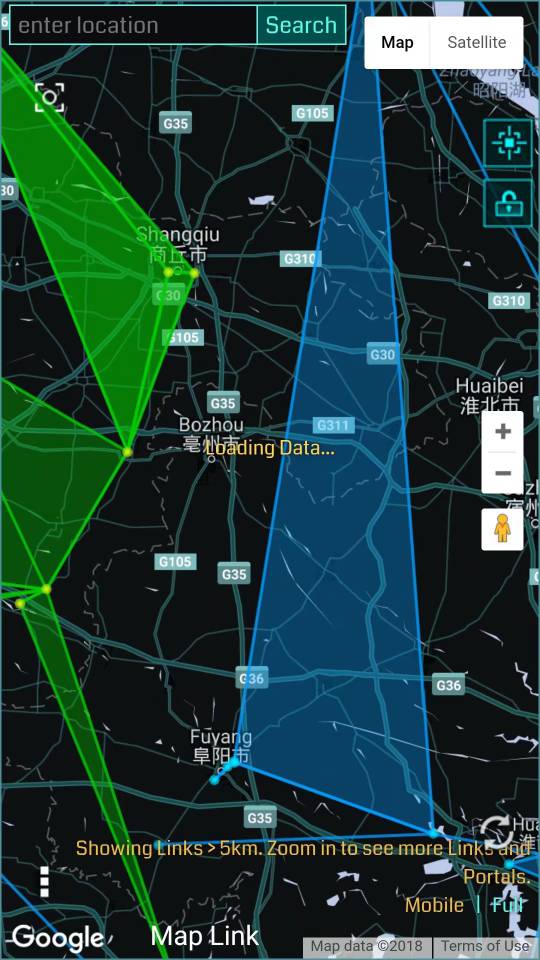 enter location
Search
Map
Satellite
昭阳湖
G35
G105
Shangqiu
商丘市
G310
G30
G310
G105
G30
Huaibei
淮北市
G35
Bozhou
亳州市
G311
Loading Data...
G105
G35
G36
G36
Fuyang
阜阳市
G35
Showing Links > 5km. Zoom in to see more Links and
Portals.
Mobile | Full
Google
Map Link
Map data ©2018
Terms of Use